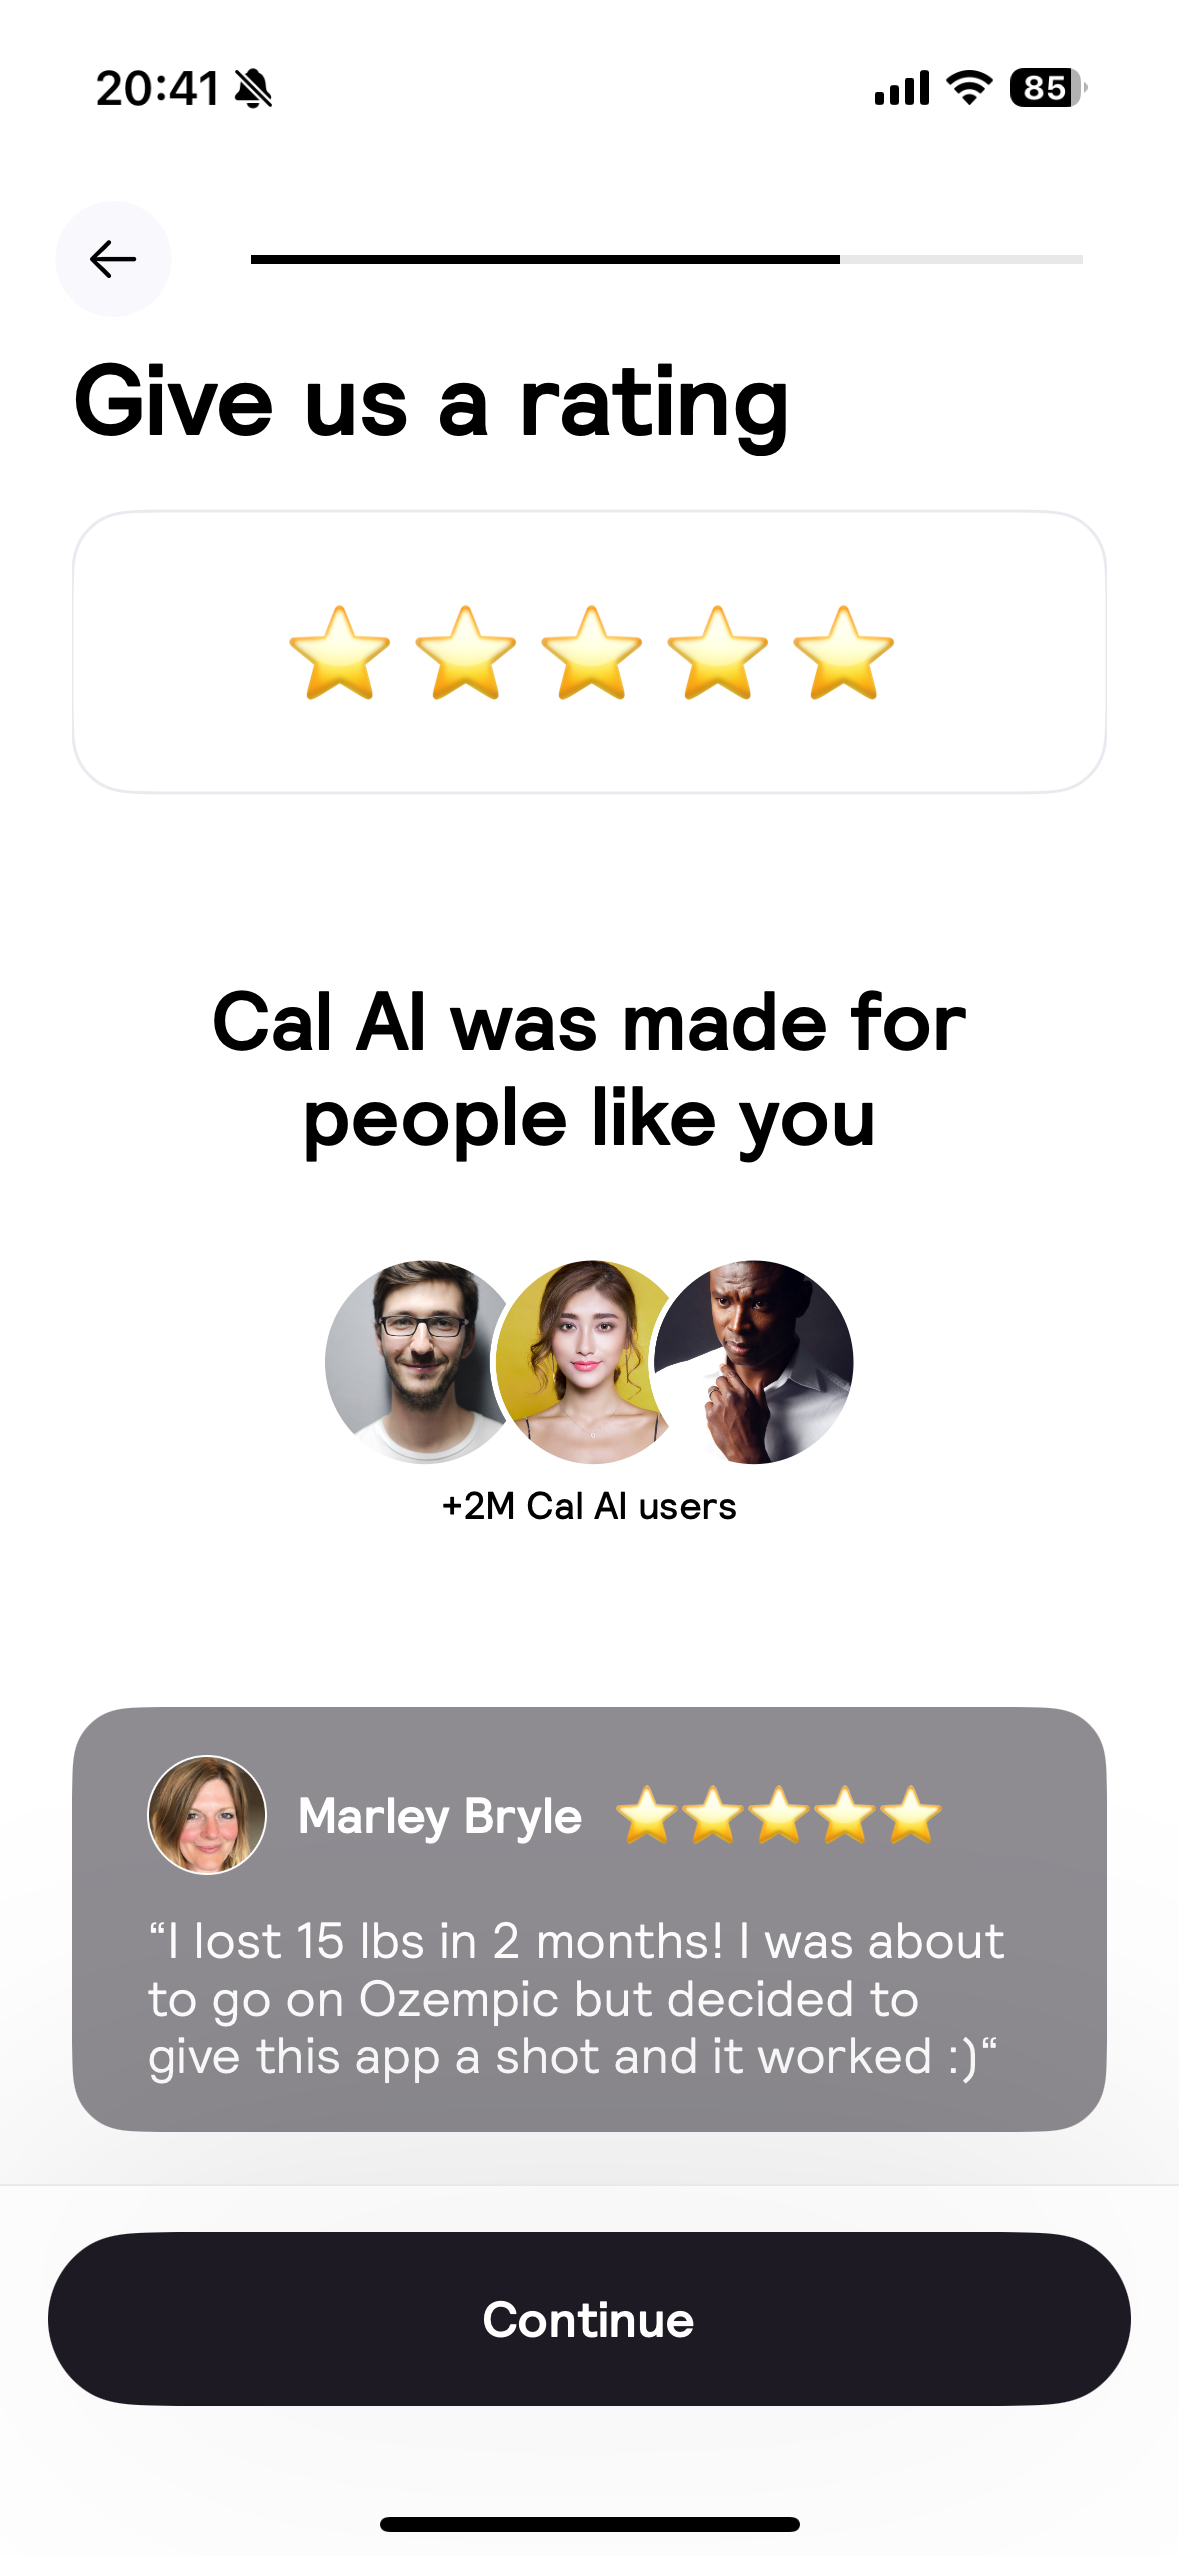 20:41
85
Give us a rating
Cal AI was made for
people like you
+2M Cal AI users
Marley Bryle
“I lost 15 lbs in 2 months! I was about
to go on Ozempic but decided to
give this app a shot and it worked :)“
Continue